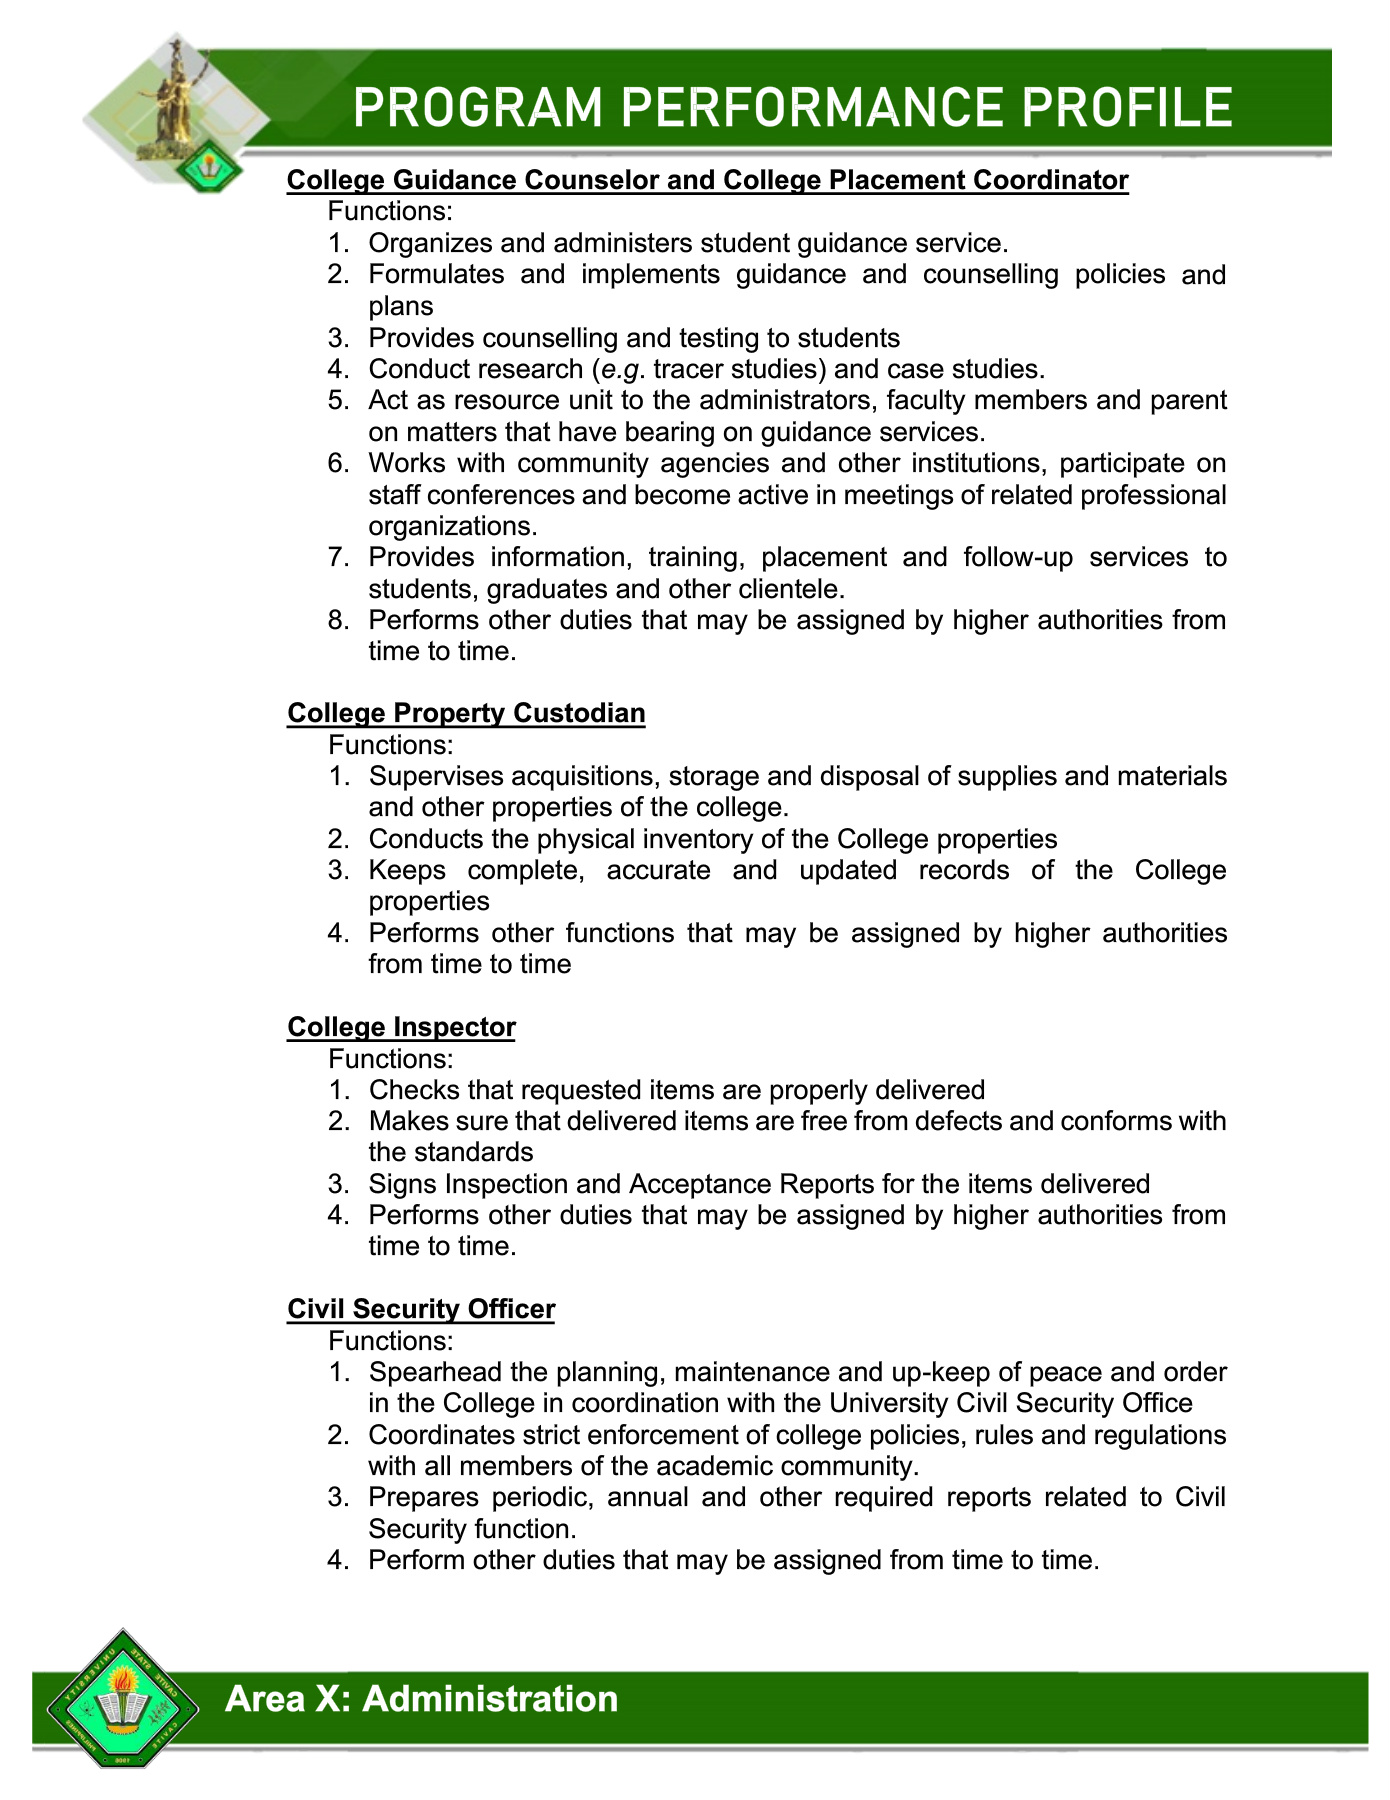 PROGRAM PERFORMANCE PROFILE
College Guidance Counselor and College Placement Coordinator
Functions:
1. Organizes and administers student guidance service.
2. Formulates and implements guidance and counselling policies and
plans
3. Provides counselling and testing to students
4. Conduct research (e.g. tracer studies) and case studies.
5. Act as resource unit to the administrators, faculty members and parent
on matters that have bearing on guidance services.
6. Works with community agencies and other institutions, participate on
staff conferences and become active in meetings of related professional
organizations.
7. Provides information, training, placement and follow-up services to
students, graduates and other clientele.
8. Performs other duties that may be assigned by higher authorities from
time to time.
College Property Custodian
Functions:
1. Supervises acquisitions, storage and disposal of supplies and materials
and other properties of the college.
2. Conducts the physical inventory of the College properties
3. Keeps complete, accurate and updated records of the College
properties
4. Performs other functions that may be assigned by higher authorities
from time to time
College Inspector
Functions:
1. Checks that requested items are properly delivered
2. Makes sure that delivered items are free from defects and conforms with
the standards
3. Signs Inspection and Acceptance Reports for the items delivered
4. Performs other duties that may be assigned by higher authorities from
time to time.
Civil Security Officer
Functions:
1. Spearhead the planning, maintenance and up-keep of peace and order
in the College in coordination with the University Civil Security Office
2. Coordinates strict enforcement of college policies, rules and regulations
with all members of the academic community.
3. Prepares periodic, annual and other required reports related to Civil
Security function.
4. Perform other duties that may be assigned from time to time.
CAVITE STATE UNIVERSITY
CAVITE
PHILIPPINES
Area X: Administration